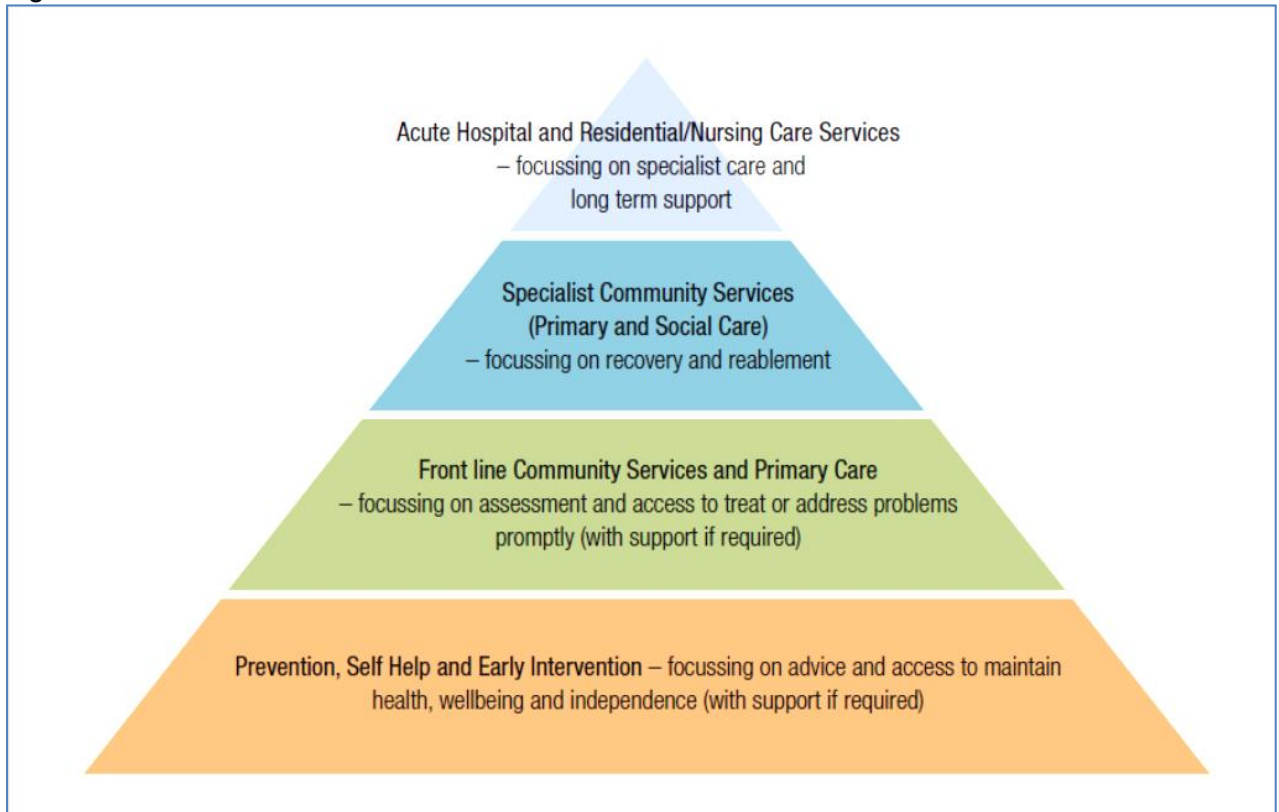 Acute Hospital and Residential/Nursing Care Services
– focussing on specialist care and
long term support
Specialist Community Services
(Primary and Social Care)
– focussing on recovery and reablement
Front line Community Services and Primary Care
– focussing on assessment and access to treat or address problems
promptly (with support if required)
Prevention, Self Help and Early Intervention – focussing on advice and access to maintain
health, wellbeing and independence (with support if required)